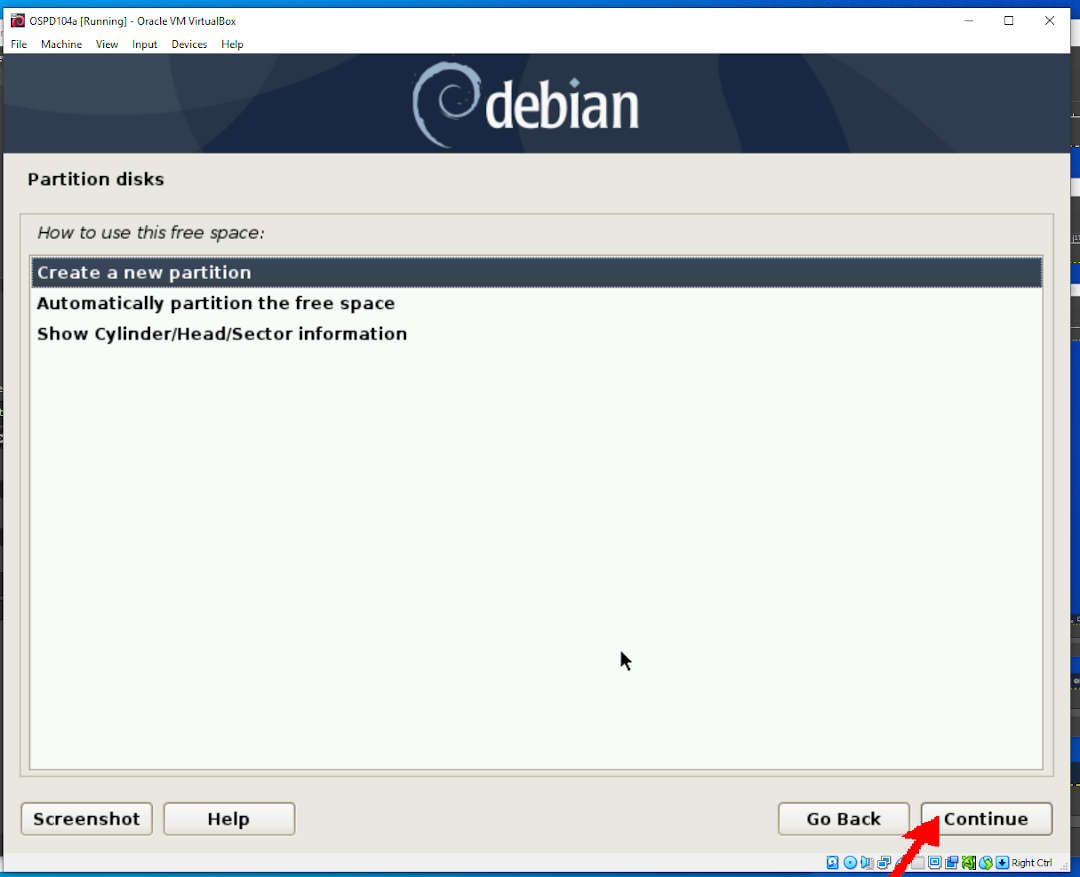 OSPD104a [Running] - Oracle VM VirtualBox
File Machine View Input Devices Help
debian
Partition disks
How to use this free space:
Create a new partition
Automatically partition the free space
Show Cylinder/Head/Sector information
Screenshot Help Go Back Continue
Right Ctrl